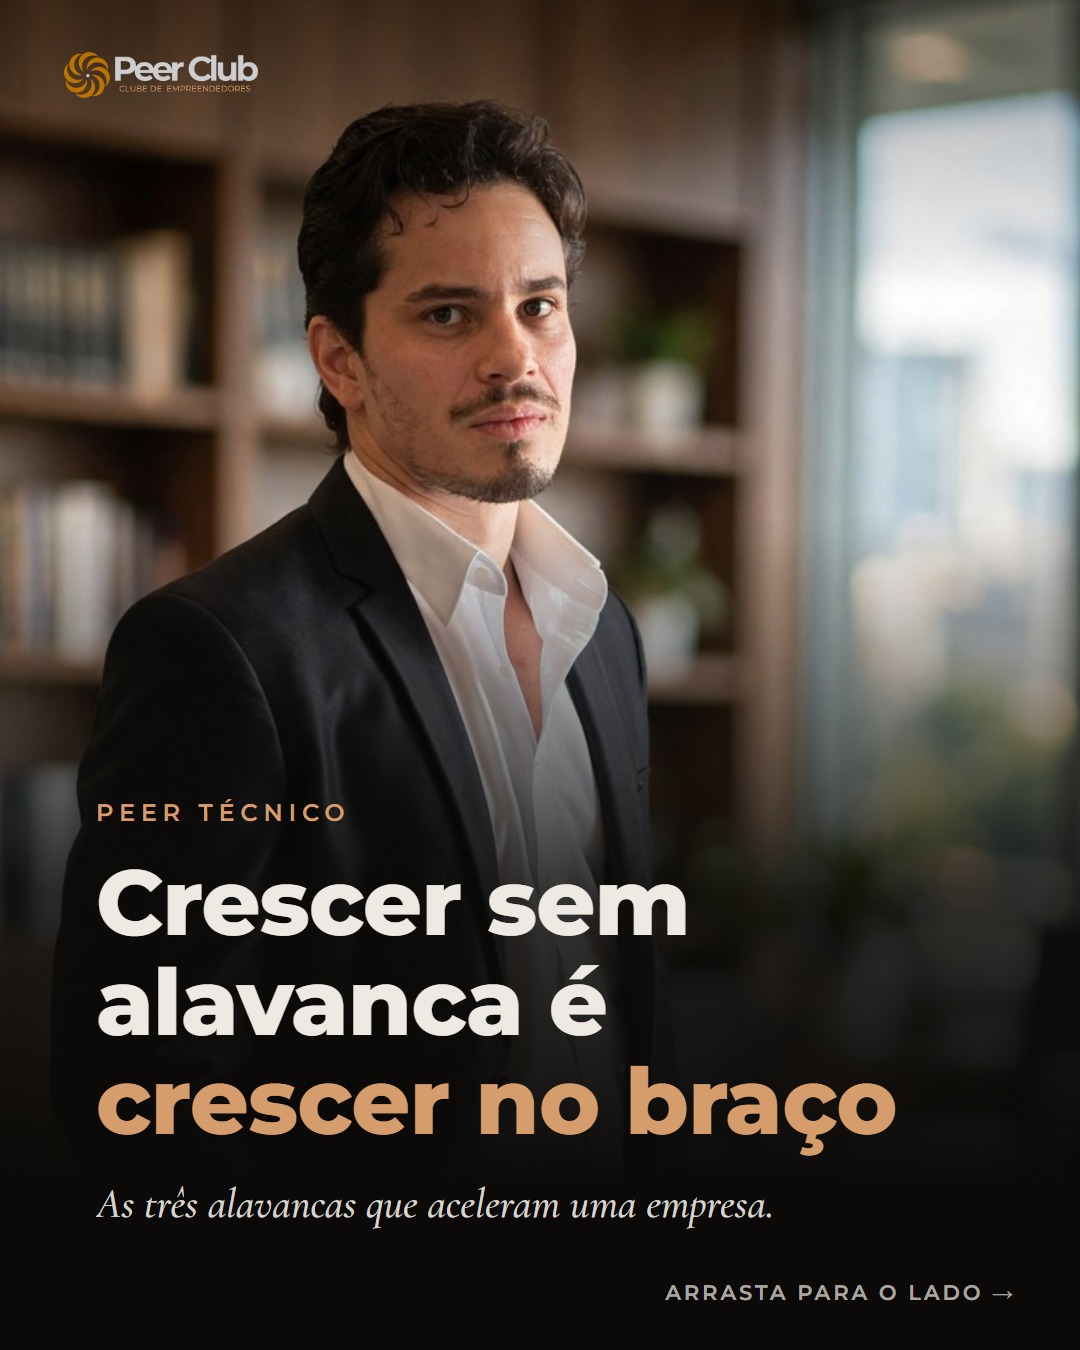 Peer Club
CLUBE DE EMPREENDEDORES
PEER TÉCNICO
Crescer sem
alavanca é
crescer no braço
As três alavancas que aceleram uma empresa.
ARRASTA PARA O LADO →